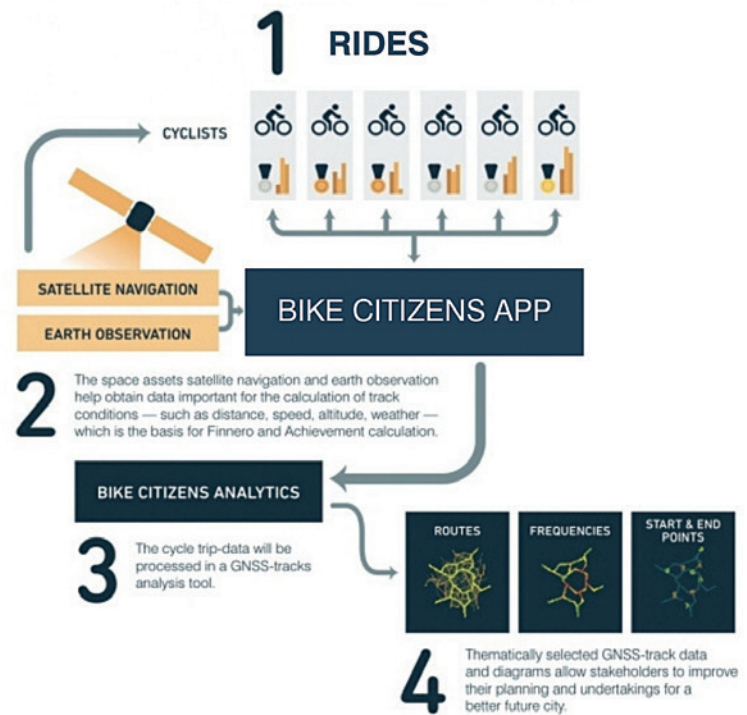 1 RIDES
CYCLISTS
SATELLITE NAVIGATION
EARTH OBSERVATION
BIKE CITIZENS APP
2
The space assets satellite navigation and earth observation
help obtain data important for the calculation of track
conditions — such as distance, speed, altitude, weather —
which is the basis for Finnero and Achievement calculation.
BIKE CITIZENS ANALYTICS
3
The cycle trip-data will be
processed in a GNSS-tracks
analysis tool.
ROUTES
FREQUENCIES
START & END
POINTS
4
Thematically selected GNSS-track data
and diagrams allow stakeholders to improve
their planning and undertakings for a
better future city.